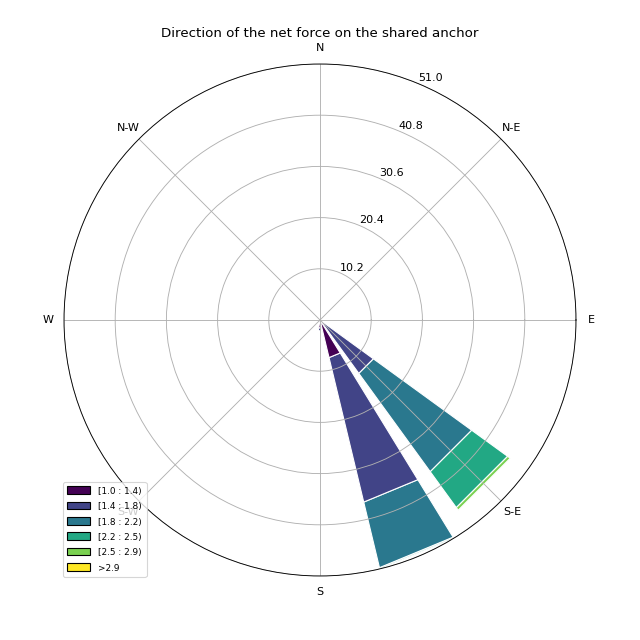 Direction of the net force on the shared anchor
N
51.0
N-W
40.8
N-E
30.6
20.4
10.2
W
E
[1.0 : 1.4)
[1.4 : 1.8)
S-W
[1.8 : 2.2)
S-E
[2.2 : 2.5)
[2.5 : 2.9)
>2.9
S